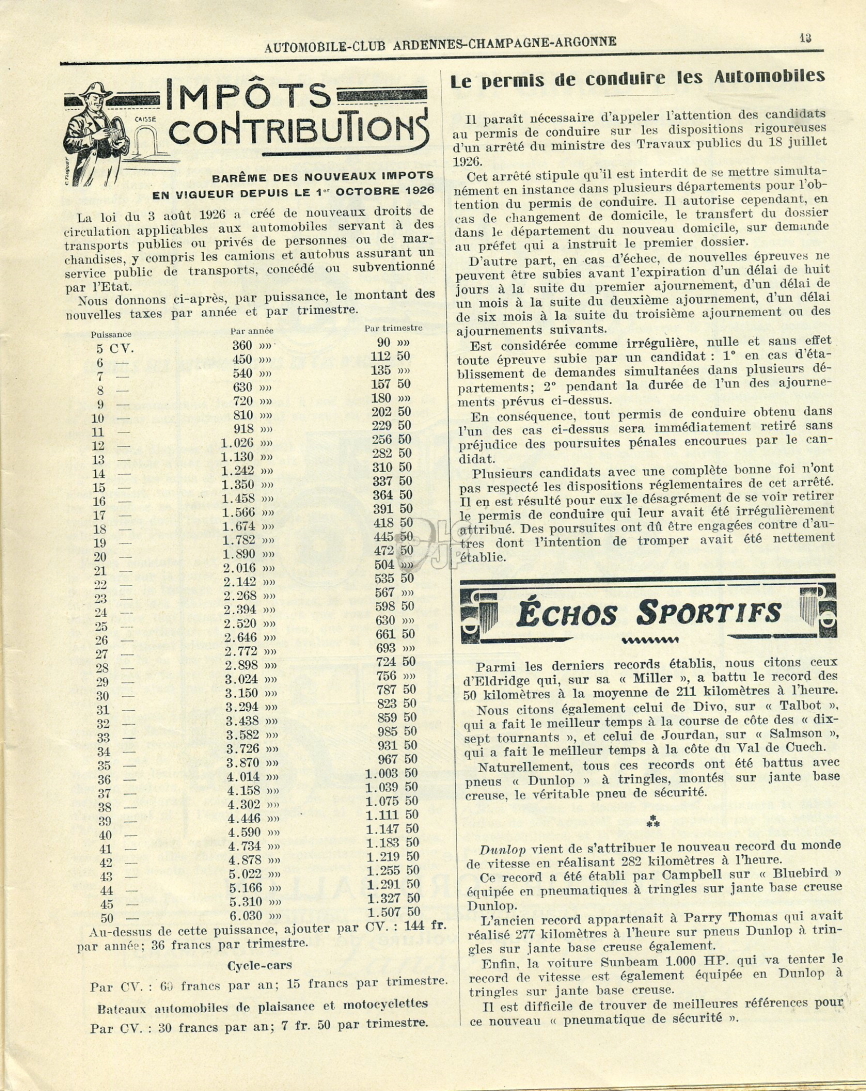 AUTOMOBILE-CLUB ARDENNES-CHAMPAGNE-ARGONNE
13
IMPÔTS
CAISSE
CONTRIBUTIONS
BARÊME DES NOUVEAUX IMPOTS
EN VIGUEUR DEPUIS LE 1er OCTOBRE 1926
La loi du 3 août 1926 a créé de nouveaux droits de
circulation applicables aux automobiles servant à des
transports publics ou privés de personnes ou de mar-
chandises, y compris les camions et autobus assurant un
service public de transports, concédé ou subventionné
par l'Etat.
Nous donnons ci-après, par puissance, le montant des
nouvelles taxes par année et par trimestre.
Puissance Par année Par trimestre
5 CV. 360 »» 90 »»
6 — 450 »» 112 50
7 — 540 »» 135 »»
8 — 630 »» 157 50
9 — 720 »» 180 »»
10 — 810 »» 202 50
11 — 918 »» 229 50
12 — 1.026 »» 256 50
13 — 1.130 »» 282 50
14 — 1.242 »» 310 50
15 — 1.350 »» 337 50
16 — 1.458 »» 364 50
17 — 1.566 »» 391 50
18 — 1.674 »» 418 50
19 — 1.782 »» 445 50
20 — 1.890 »» 472 50
21 — 2.016 »» 504 »»
22 — 2.142 »» 535 50
23 — 2.268 »» 567 »»
24 — 2.394 »» 598 50
25 — 2.520 »» 630 »»
26 — 2.646 »» 661 50
27 — 2.772 »» 693 »»
28 — 2.898 »» 724 50
29 — 3.024 »» 756 »»
30 — 3.150 »» 787 50
31 — 3.294 »» 823 50
32 — 3.438 »» 859 50
33 — 3.582 »» 985 50
34 — 3.726 »» 931 50
35 — 3.870 »» 967 50
36 — 4.014 »» 1.003 50
37 — 4.158 »» 1.039 50
38 — 4.302 »» 1.075 50
39 — 4.446 »» 1.111 50
40 — 4.590 »» 1.147 50
41 — 4.734 »» 1.183 50
42 — 4.878 »» 1.219 50
43 — 5.022 »» 1.255 50
44 — 5.166 »» 1.291 50
45 — 5.310 »» 1.327 50
50 — 6.030 »» 1.507 50
Au-dessus de cette puissance, ajouter par CV. : 144 fr.
par année; 36 francs par trimestre.
Cycle-cars
Par CV. : 60 francs par an; 15 francs par trimestre.
Bateaux automobiles de plaisance et motocyclettes
Par CV. : 30 francs par an; 7 fr. 50 par trimestre.
Le permis de conduire les Automobiles
Il paraît nécessaire d'appeler l'attention des candidats
au permis de conduire sur les dispositions rigoureuses
d'un arrêté du ministre des Travaux publics du 18 juillet
1926.
Cet arrêté stipule qu'il est interdit de se mettre simulta-
nément en instance dans plusieurs départements pour l'ob-
tention du permis de conduire. Il autorise cependant, en
cas de changement de domicile, le transfert du dossier
dans le département du nouveau domicile, sur demande
au préfet qui a instruit le premier dossier.
D'autre part, en cas d'échec, de nouvelles épreuves ne
peuvent être subies avant l'expiration d'un délai de huit
jours à la suite du premier ajournement, d'un délai de
un mois à la suite du deuxième ajournement, d'un délai
de six mois à la suite du troisième ajournement ou des
ajournements suivants.
Est considérée comme irrégulière, nulle et sans effet
toute épreuve subie par un candidat : 1° en cas d'éta-
blissement de demandes simultanées dans plusieurs dé-
partements; 2° pendant la durée de l'un des ajourne-
ments prévus ci-dessus.
En conséquence, tout permis de conduire obtenu dans
l'un des cas ci-dessus sera immédiatement retiré sans
préjudice des poursuites pénales encourues par le can-
didat.
Plusieurs candidats avec une complète bonne foi n'ont
pas respecté les dispositions réglementaires de cet arrêté.
Il en est résulté pour eux le désagrément de se voir retirer
le permis de conduire qui leur avait été irrégulièrement
attribué. Des poursuites ont dû être engagées contre d'au-
tres dont l'intention de tromper avait été nettement
établie.
ÉCHOS SPORTIFS
Parmi les derniers records établis, nous citons ceux
d'Eldridge qui, sur sa « Miller », a battu le record des
50 kilomètres à la moyenne de 211 kilomètres à l'heure.
Nous citons également celui de Divo, sur « Talbot »,
qui a fait le meilleur temps à la course de côte des « dix-
sept tournants », et celui de Jourdan, sur « Salmson »,
qui a fait le meilleur temps à la côte du Val de Cuech.
Naturellement, tous ces records ont été battus avec
pneus « Dunlop » à tringles, montés sur jante base
creuse, le véritable pneu de sécurité.
Dunlop vient de s'attribuer le nouveau record du monde
de vitesse en réalisant 282 kilomètres à l'heure.
Ce record a été établi par Campbell sur « Bluebird »
équipée en pneumatiques à tringles sur jante base creuse
Dunlop.
L'ancien record appartenait à Parry Thomas qui avait
réalisé 277 kilomètres à l'heure sur pneus Dunlop à trin-
gles sur jante base creuse également.
Enfin, la voiture Sunbeam 1.000 HP. qui va tenter le
record de vitesse est également équipée en Dunlop à
tringles sur jante base creuse.
Il est difficile de trouver de meilleures références pour
ce nouveau « pneumatique de sécurité ».